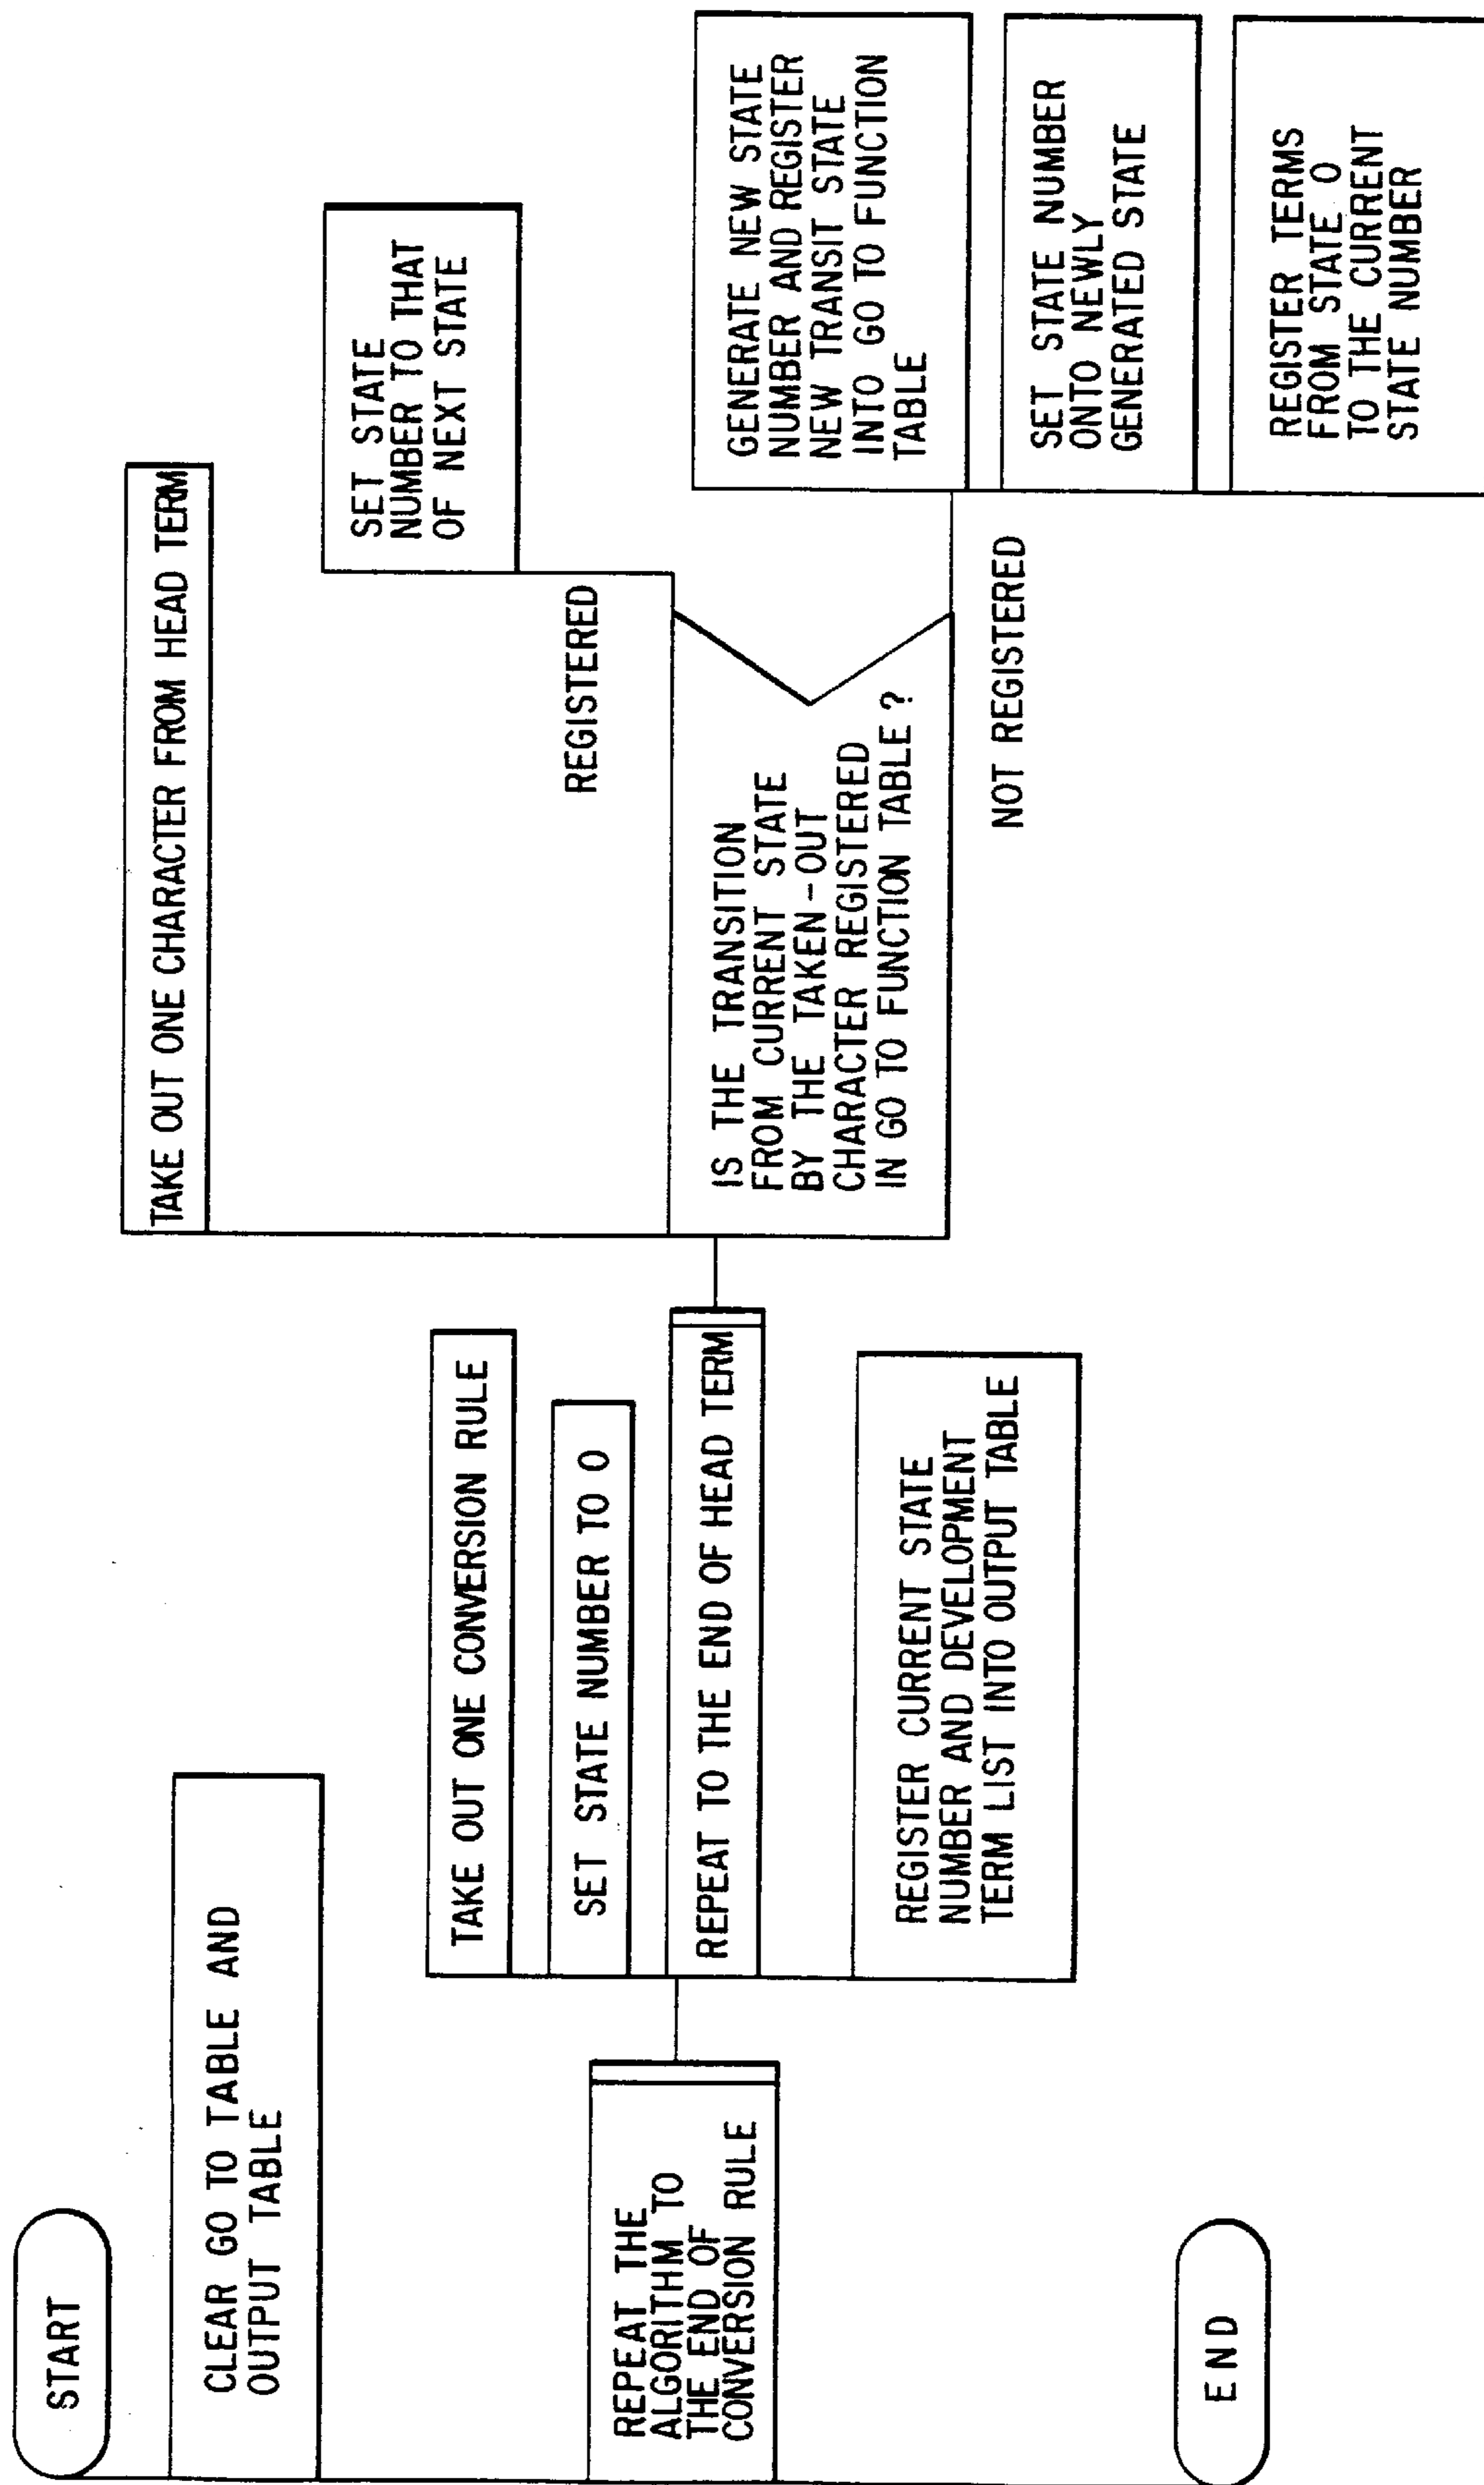 START
CLEAR GO TO TABLE AND
OUTPUT TABLE
REPEAT THE
ALGORITHM TO
THE END OF
CONVERSION RULE
TAKE OUT ONE CONVERSION RULE
SET STATE NUMBER TO 0
REPEAT TO THE END OF HEAD TERM
TAKE OUT ONE CHARACTER FROM HEAD TERM
IS THE TRANSITION
FROM CURRENT STATE
BY THE TAKEN-OUT
CHARACTER REGISTERED
IN GO TO FUNCTION TABLE ?
REGISTERED
SET STATE
NUMBER TO THAT
OF NEXT STATE
NOT REGISTERED
GENERATE NEW STATE
NUMBER AND REGISTER
NEW TRANSIT STATE
INTO GO TO FUNCTION
TABLE
SET STATE NUMBER
ONTO NEWLY
GENERATED STATE
REGISTER TERMS
FROM STATE 0
TO THE CURRENT
STATE NUMBER
REGISTER CURRENT STATE
NUMBER AND DEVELOPMENT
TERM LIST INTO OUTPUT TABLE
END